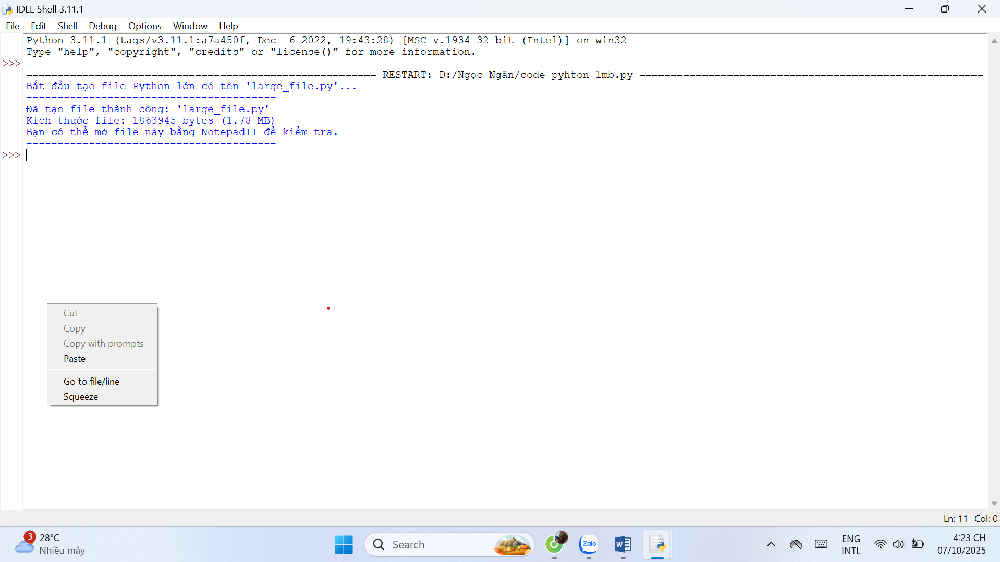 IDLE Shell 3.11.1
File Edit Shell Debug Options Window Help
Python 3.11.1 (tags/v3.11.1:a7a450f, Dec  6 2022, 19:43:28) [MSC v.1934 32 bit (Intel)] on win32
Type "help", "copyright", "credits" or "license()" for more information.
>>>
======================================================== RESTART: D:/Ngọc Ngân/code pyhton 1mb.py =======================================================
Bắt đầu tạo file Python lớn có tên 'large_file.py'...
----------------------------------------
Đã tạo file thành công: 'large_file.py'
Kích thước file: 1863945 bytes (1.78 MB)
Bạn có thể mở file này bằng Notepad++ để kiểm tra.
----------------------------------------
>>>
Cut
Copy
Copy with prompts
Paste
Go to file/line
Squeeze
Ln: 11 Col: 0
3
28°C
Nhiều mây
Search
Zalo
W
ENG
INTL
4:23 CH
07/10/2025